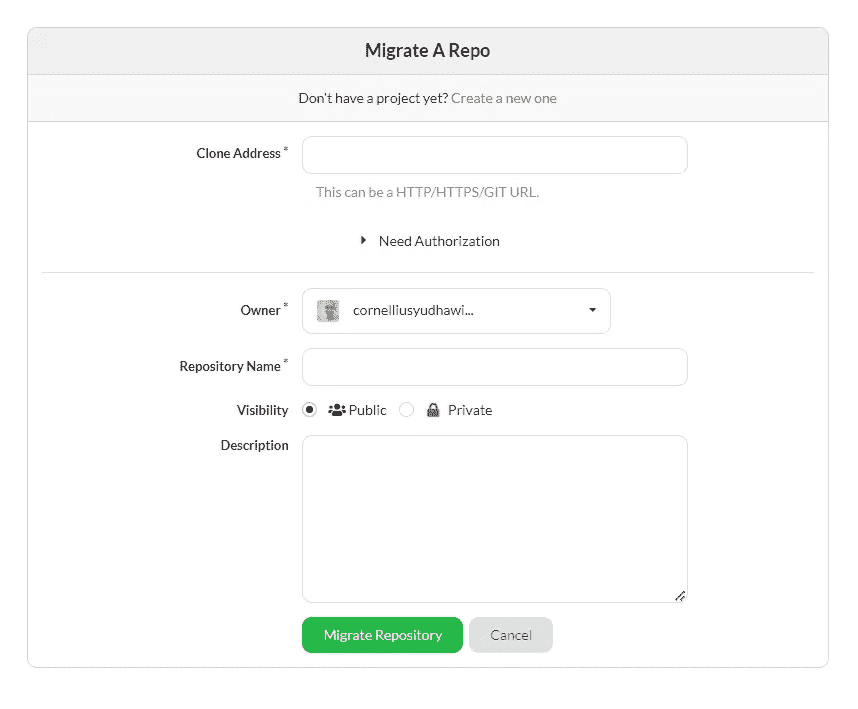 Migrate A Repo
Don't have a project yet? Create a new one
Clone Address *
This can be a HTTP/HTTPS/GIT URL.
Need Authorization
Owner * cornelliusyudhawi...
Repository Name *
Visibility Public Private
Description
Migrate Repository Cancel